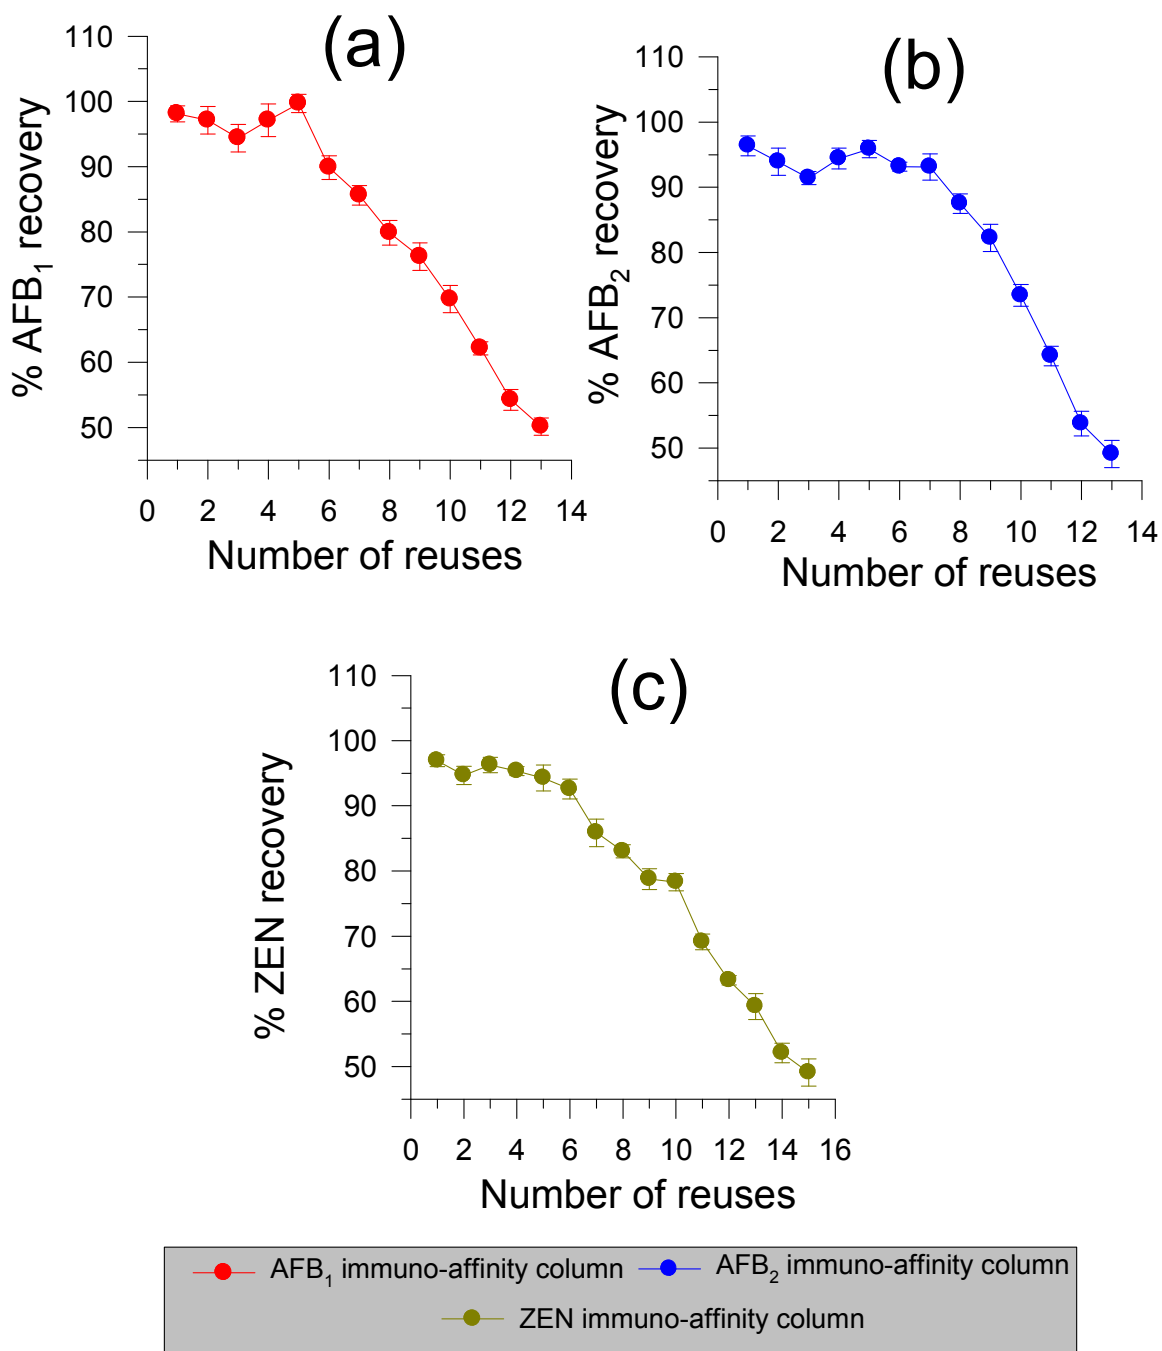 (a)
% AFB₁ recovery
110
100
90
80
70
60
50
0 2 4 6 8 10 12 14
Number of reuses
(b)
% AFB₂ recovery
110
100
90
80
70
60
50
0 2 4 6 8 10 12 14
Number of reuses
(c)
% ZEN recovery
110
100
90
80
70
60
50
0 2 4 6 8 10 12 14 16
Number of reuses
AFB₁ immuno-affinity column
AFB₂ immuno-affinity column
ZEN immuno-affinity column